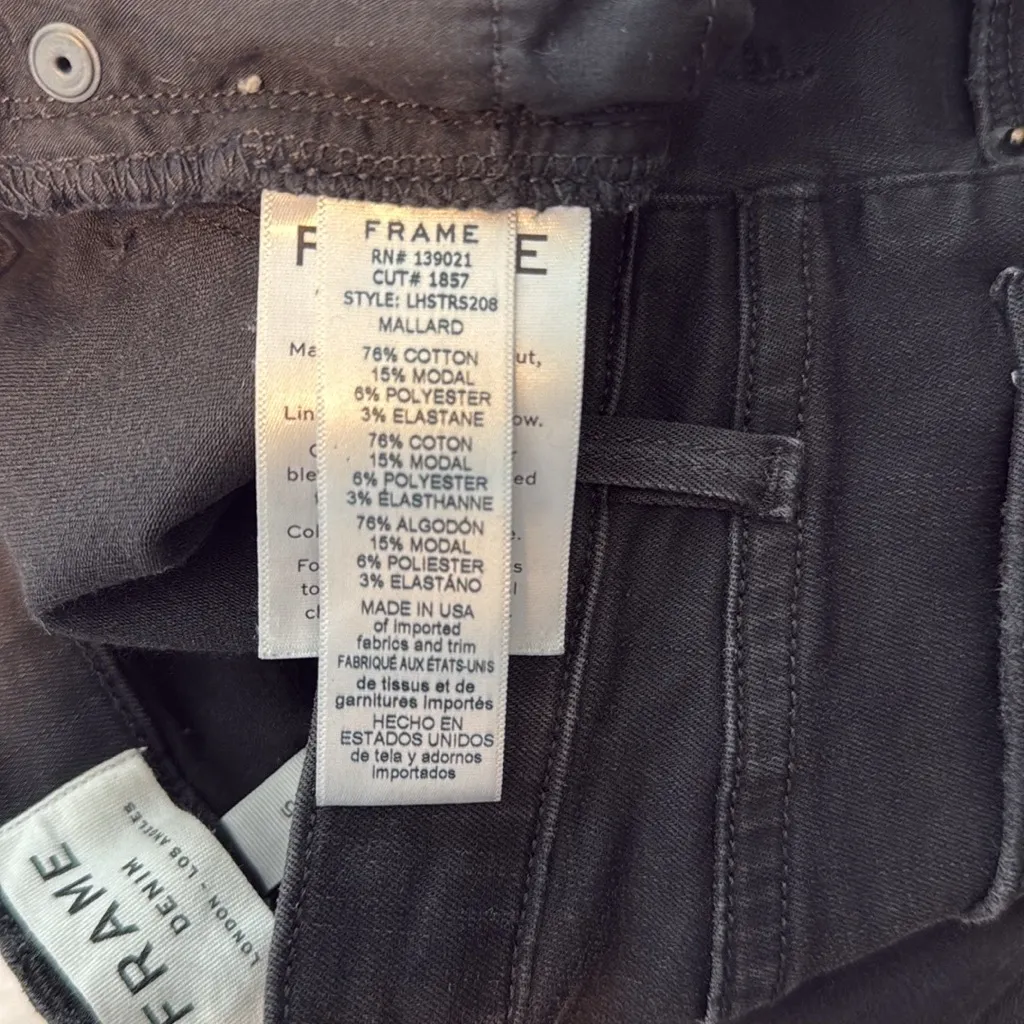 FRAME
RN# 139021
CUT# 1857
STYLE: LHSTRS208
MALLARD
76% COTTON
15% MODAL
6% POLYESTER
3% ELASTANE
76% COTON
15% MODAL
6% POLYESTER
3% ÉLASTHANNE
76% ALGODÓN
15% MODAL
6% POLIESTER
3% ELASTÁNO
MADE IN USA
of imported
fabrics and trim
FABRIQUÉ AUX ÉTATS-UNIS
de tissus et de
garnitures importés
HECHO EN
ESTADOS UNIDOS
de tela y adornos
importados
FRAME
DENIM
LONDON - LOS ANGELES